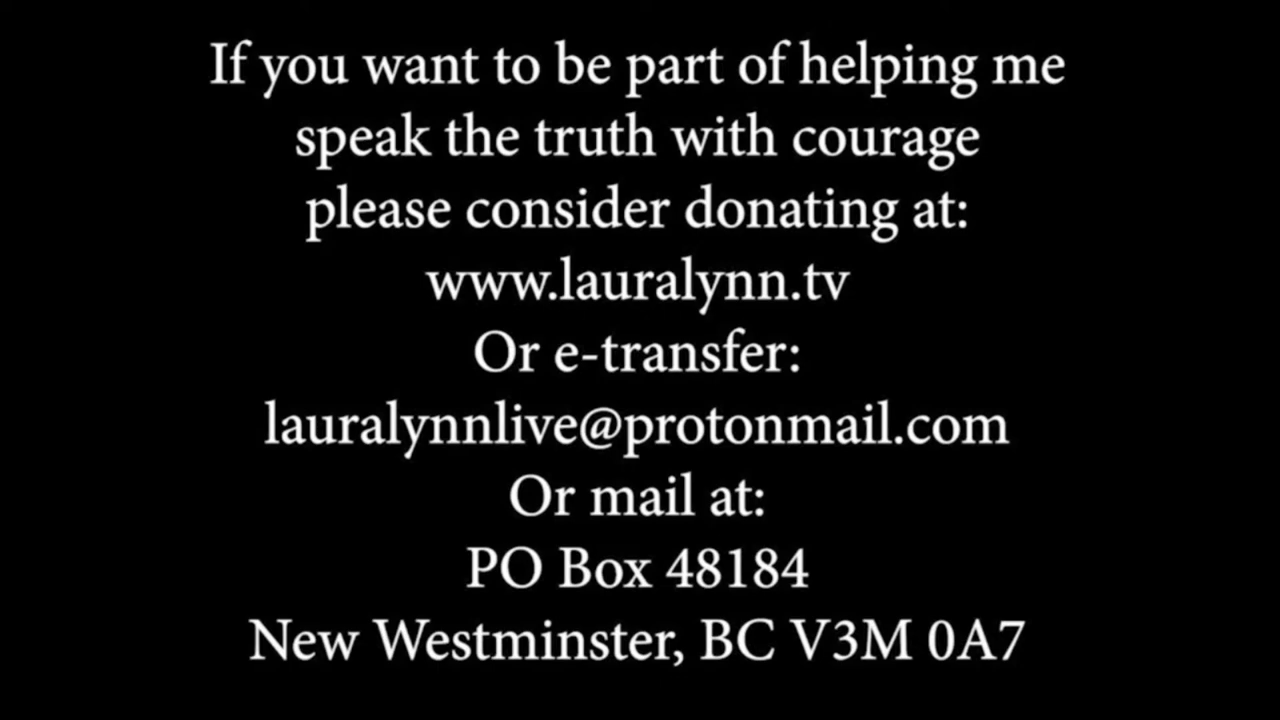 If you want to be part of helping me
speak the truth with courage
please consider donating at:
www.lauralynn.tv
Or e-transfer:
lauralynnlive@protonmail.com
Or mail at:
PO Box 48184
New Westminster, BC V3M 0A7